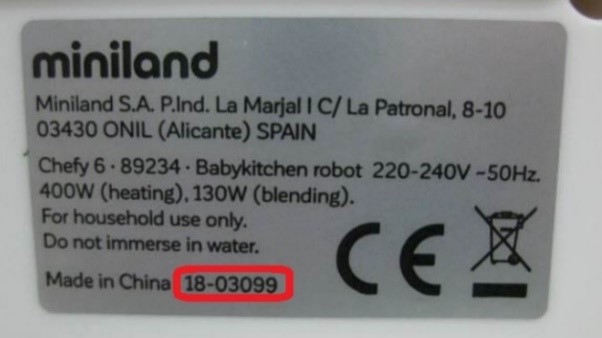 miniland
Miniland S.A. P.Ind. La Marjal I C/ La Patronal, 8-10
03430 ONIL (Alicante) SPAIN
Chefy 6 · 89234 · Babykitchen robot 220-240V ~50Hz.
400W (heating), 130W (blending).
For household use only.
Do not immerse in water.
CE
Made in China 18-03099